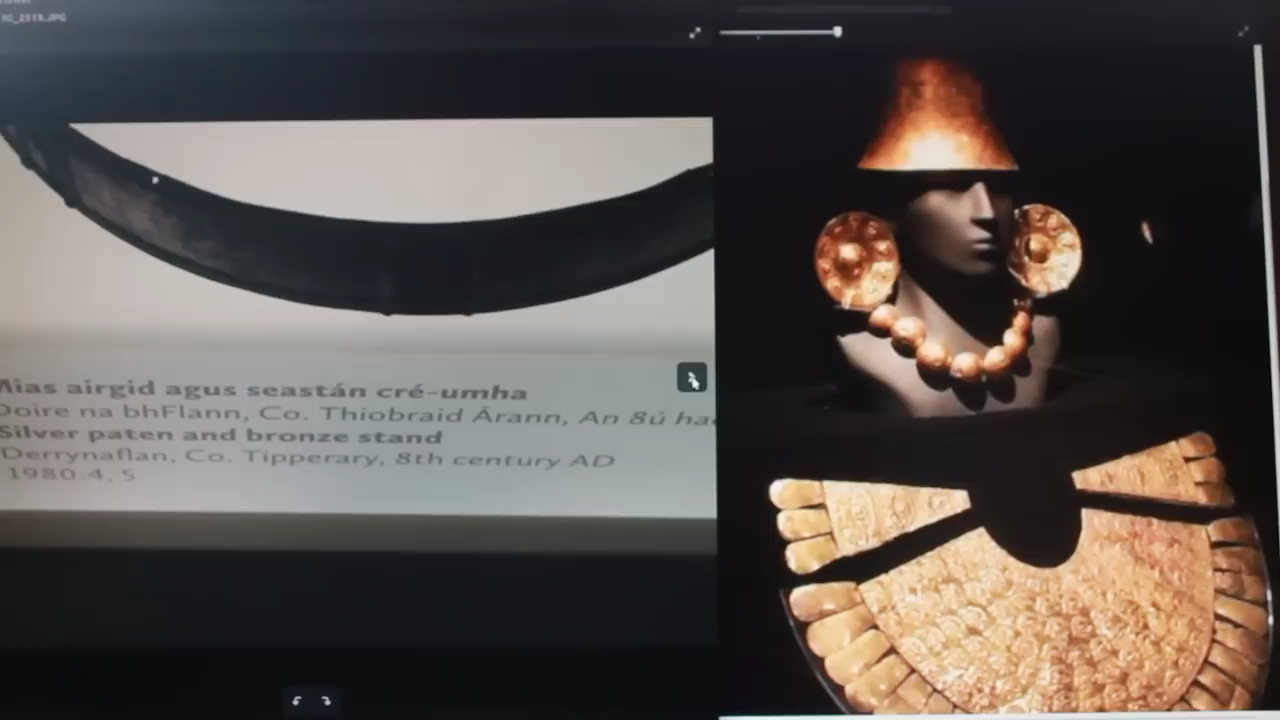 Mias airgid agus seastán cré-umha
Doire na bhFlann, Co. Thiobraid Árann, An 8ú
Silver paten and bronze stand
Derrynaflan, Co. Tipperary, 8th century AD
1980:4, 5